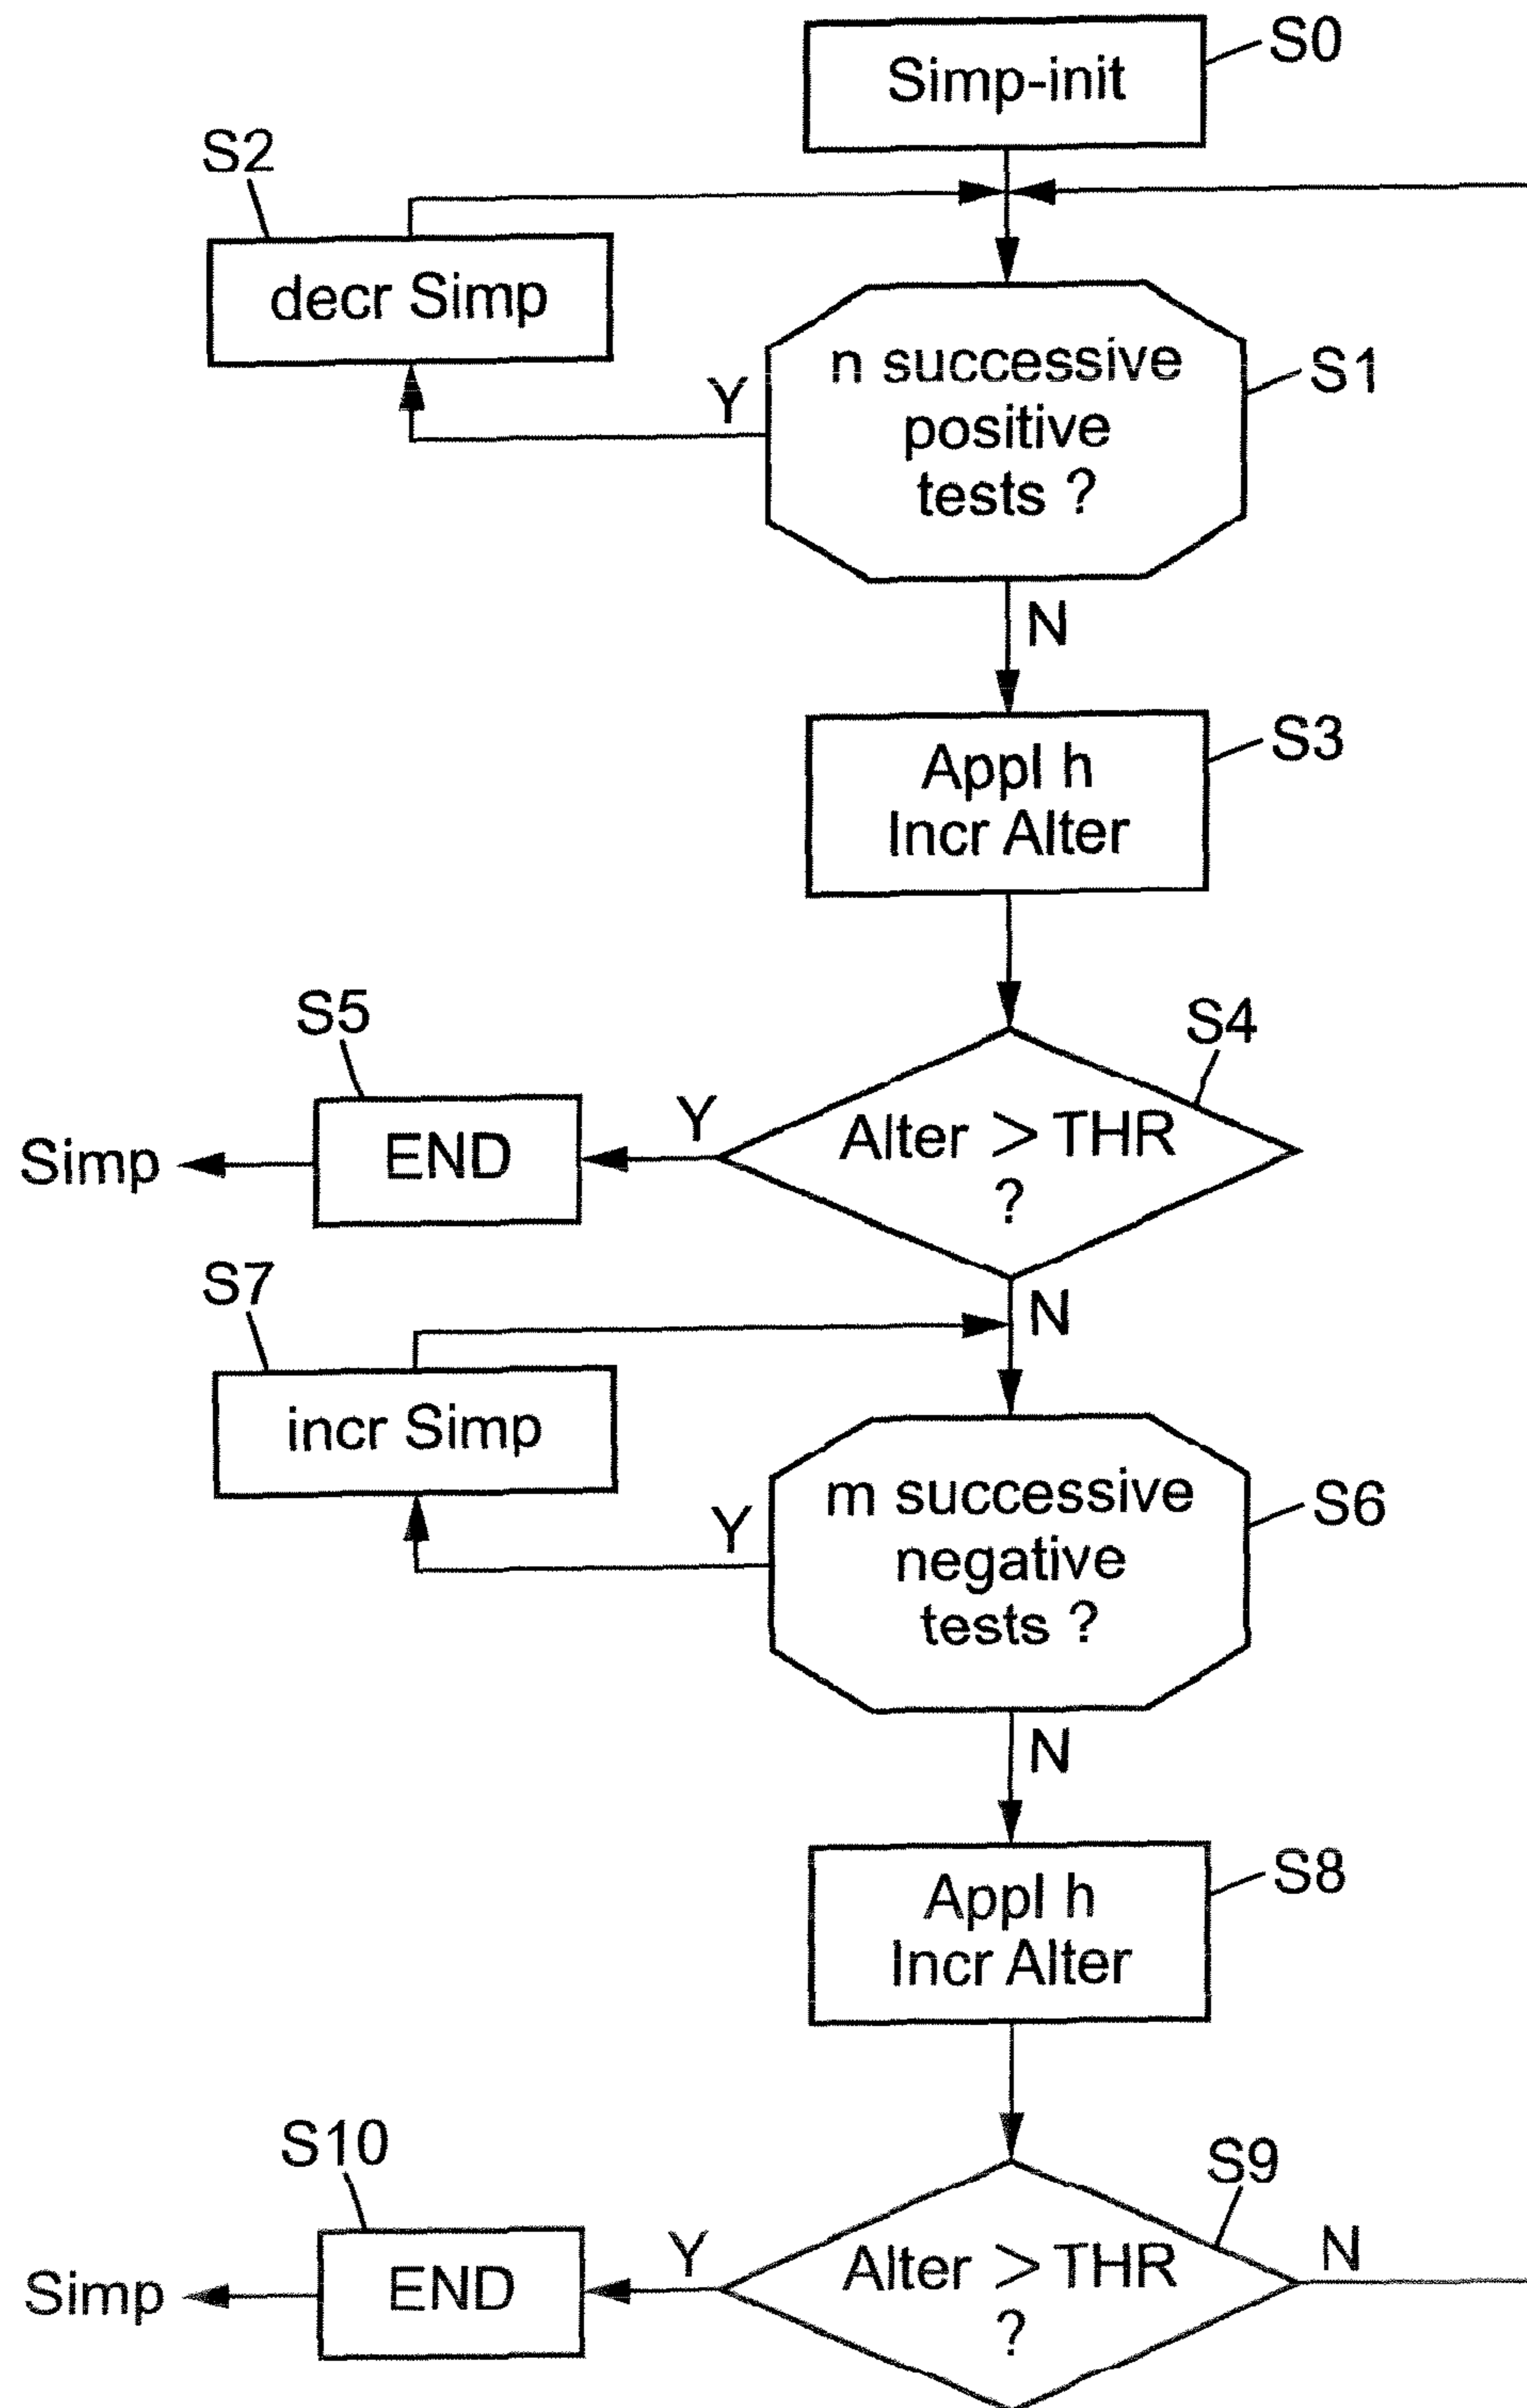 Simp-init
S0
S2
decr Simp
n successive
positive
tests ?
S1
Y
N
Appl h
Incr Alter
S3
S5
S4
Simp
END
Y
Alter > THR
?
N
S7
incr Simp
m successive
negative
tests ?
S6
Y
N
Appl h
Incr Alter
S8
S10
S9
Simp
END
Y
Alter > THR
?
N